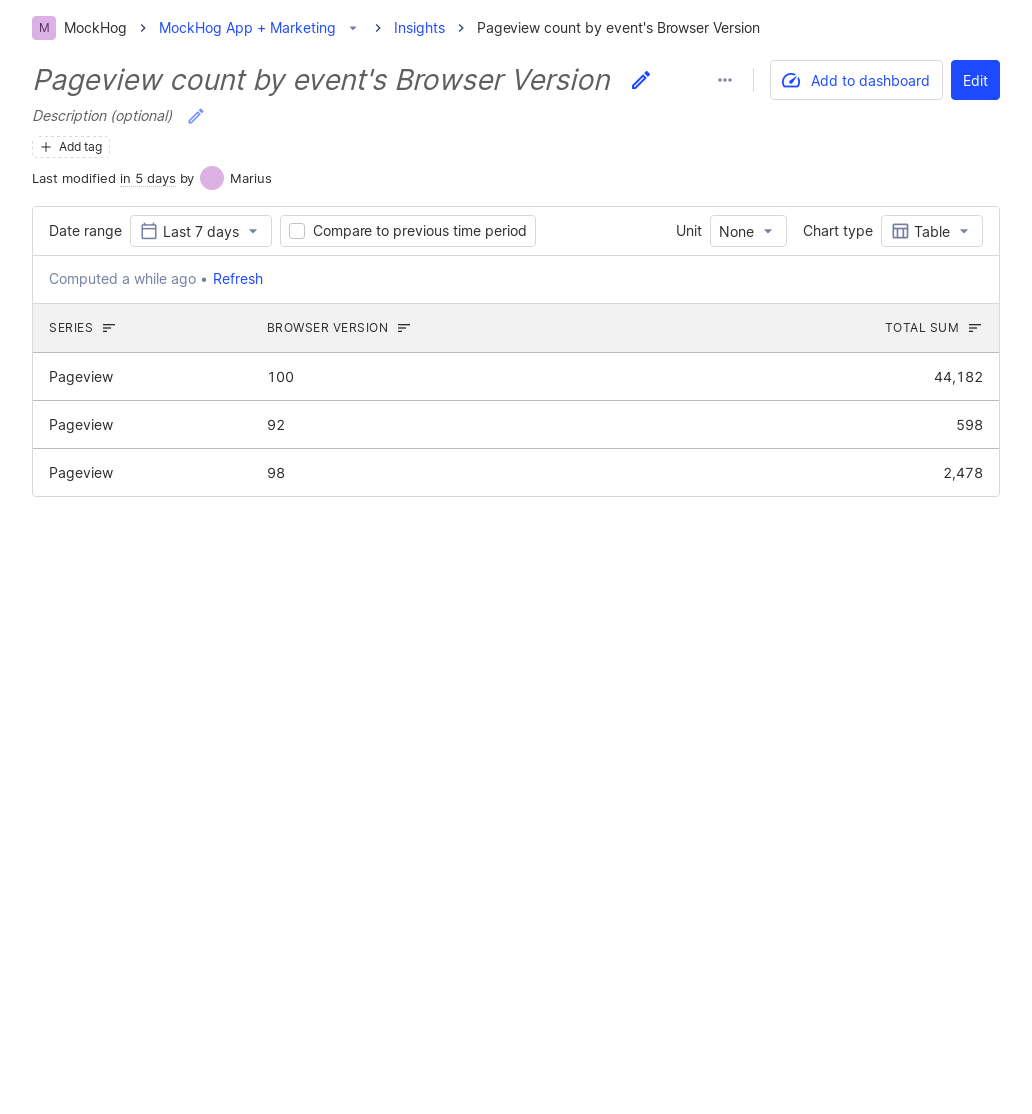 M MockHog MockHog App + Marketing Insights Pageview count by event's Browser Version
Pageview count by event's Browser Version
Add to dashboard Edit
Description (optional)
Add tag
Last modified in 5 days by Marius
Date range Last 7 days Compare to previous time period Unit None Chart type Table
Computed a while ago • Refresh
SERIES BROWSER VERSION TOTAL SUM
Pageview 100 44,182
Pageview 92 598
Pageview 98 2,478